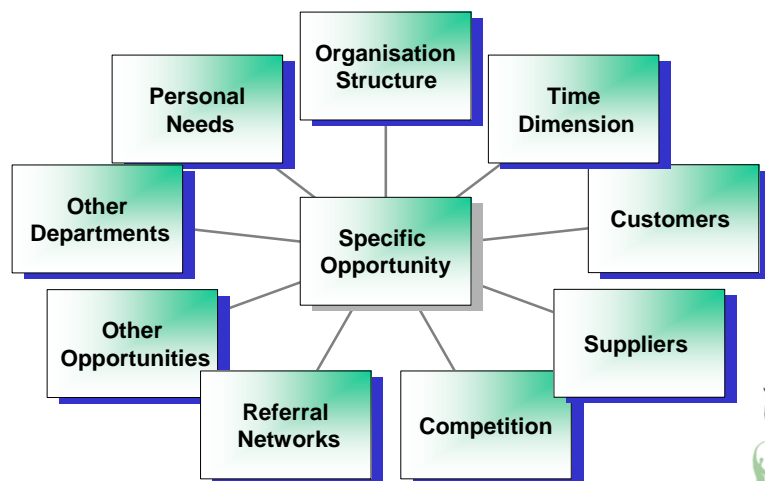 Organisation
Structure
Personal
Needs
Time
Dimension
Other
Departments
Specific
Opportunity
Customers
Other
Opportunities
Suppliers
Referral
Networks
Competition